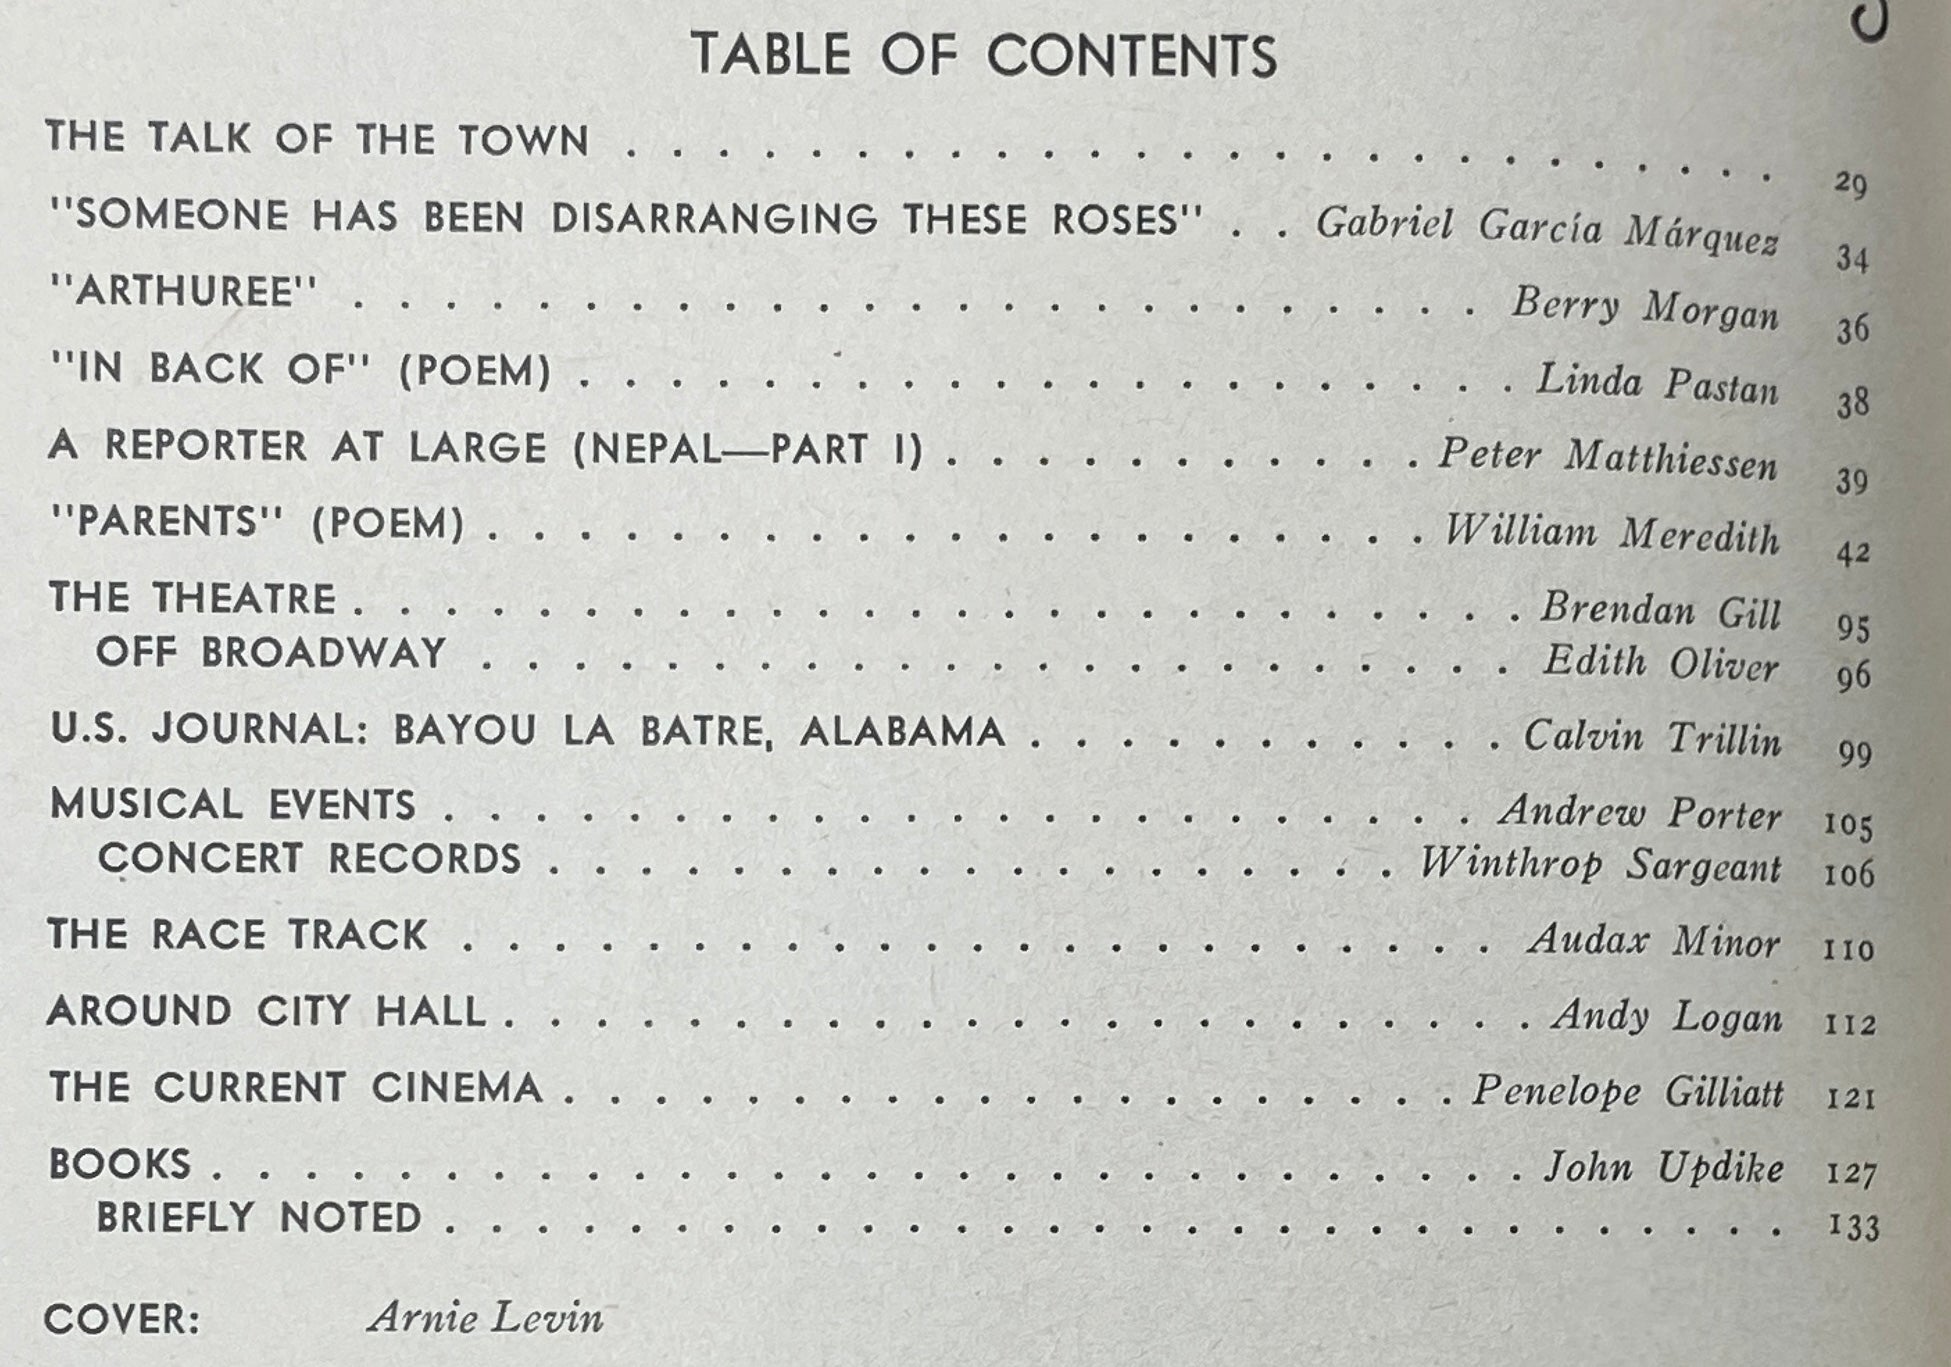 TABLE OF CONTENTS
THE TALK OF THE TOWN . . . . . . . . . . . . . . . . . . . . . . . . . 29
"SOMEONE HAS BEEN DISARRANGING THESE ROSES" . . Gabriel García Márquez 34
"ARTHUREE" . . . . . . . . . . . . . . . . . . . . . . . . . Berry Morgan 36
"IN BACK OF" (POEM) . . . . . . . . . . . . . . . . . . . . . Linda Pastan 38
A REPORTER AT LARGE (NEPAL—PART I) . . . . . . . . . . . Peter Matthiessen 39
"PARENTS" (POEM) . . . . . . . . . . . . . . . . . . . . . William Meredith 42
THE THEATRE . . . . . . . . . . . . . . . . . . . . . . . . . . Brendan Gill 95
OFF BROADWAY . . . . . . . . . . . . . . . . . . . . . . . Edith Oliver 96
U.S. JOURNAL: BAYOU LA BATRE, ALABAMA . . . . . . . . . . . Calvin Trillin 99
MUSICAL EVENTS . . . . . . . . . . . . . . . . . . . . . . . Andrew Porter 105
CONCERT RECORDS . . . . . . . . . . . . . . . . . . . Winthrop Sargeant 106
THE RACE TRACK . . . . . . . . . . . . . . . . . . . . . . . Audax Minor 110
AROUND CITY HALL . . . . . . . . . . . . . . . . . . . . . . . Andy Logan 112
THE CURRENT CINEMA . . . . . . . . . . . . . . . . . . . . Penelope Gilliatt 121
BOOKS . . . . . . . . . . . . . . . . . . . . . . . . . . . . . John Updike 127
BRIEFLY NOTED . . . . . . . . . . . . . . . . . . . . . . . . . . . . . 133
COVER: Arnie Levin